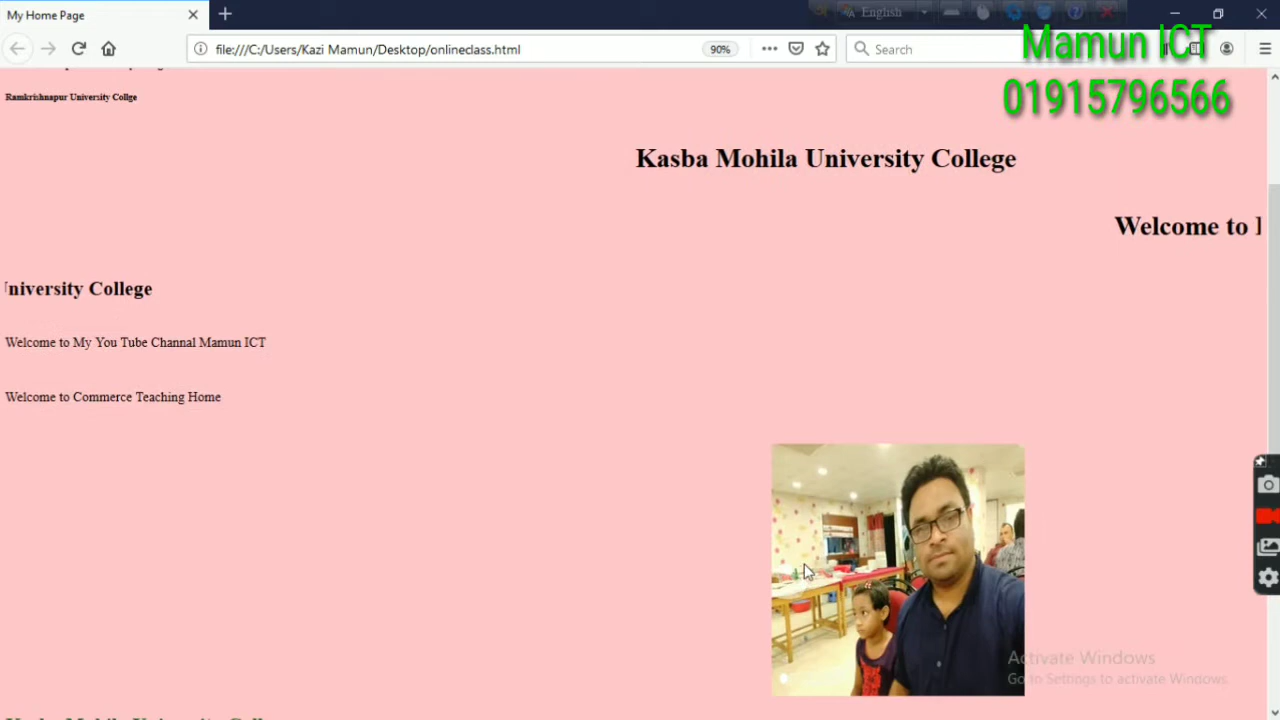 My Home Page
English
file:///C:/Users/Kazi Mamun/Desktop/onlineclass.html
90%
Search
Mamun ICT
01915796566
Ramkrishnapur University Collge
Kasba Mohila University College
Welcome to
niversity College
Welcome to My You Tube Channal Mamun ICT
Welcome to Commerce Teaching Home
Activate Windows
Go to Settings to activate Windows.